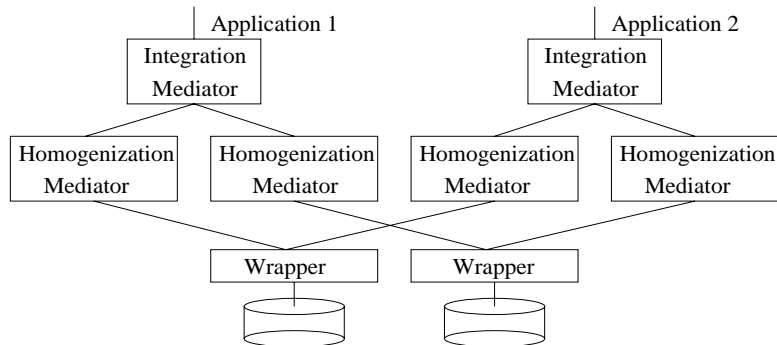 Application 1
Application 2
Integration
Mediator
Integration
Mediator
Homogenization
Mediator
Homogenization
Mediator
Homogenization
Mediator
Homogenization
Mediator
Wrapper
Wrapper